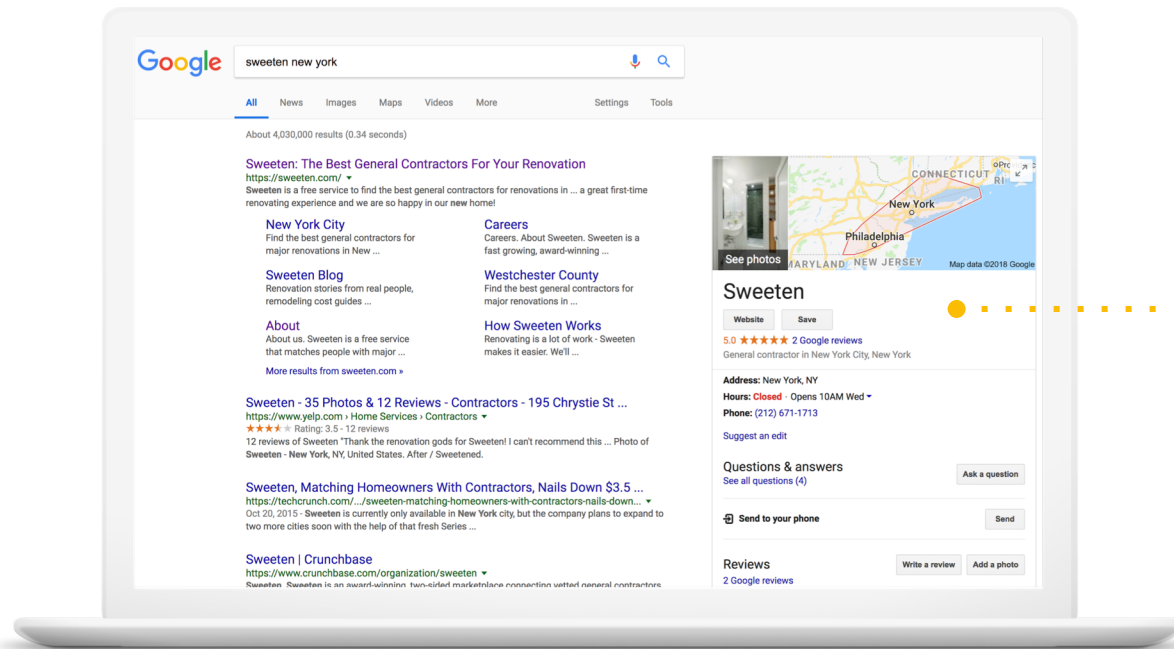 Google
sweeten new york
All News Images Maps Videos More Settings Tools
About 4,030,000 results (0.34 seconds)
Sweeten: The Best General Contractors For Your Renovation
https://sweeten.com/
Sweeten is a free service to find the best general contractors for renovations in ... a great first-time
renovating experience and we are so happy in our new home!
New York City
Find the best general contractors for
major renovations in New ...
Careers
Careers. About Sweeten. Sweeten is a
fast growing, award-winning ...
Sweeten Blog
Renovation stories from real people,
remodeling cost guides ...
Westchester County
Find the best general contractors for
major renovations in ...
About
About us. Sweeten is a free service
that matches people with major ...
How Sweeten Works
Renovating is a lot of work - Sweeten
makes it easier. We'll ...
More results from sweeten.com »
Sweeten - 35 Photos & 12 Reviews - Contractors - 195 Chrystie St ...
https://www.yelp.com › Home Services › Contractors
Rating: 3.5 - 12 reviews
12 reviews of Sweeten "Thank the renovation gods for Sweeten! I can't recommend this ... Photo of
Sweeten - New York, NY, United States. After / Sweetened.
Sweeten, Matching Homeowners With Contractors, Nails Down $3.5 ...
https://techcrunch.com/.../sweeten-matching-homeowners-with-contractors-nails-down...
Oct 20, 2015 - Sweeten is currently only available in New York city, but the company plans to expand to
two more cities soon with the help of that fresh Series ...
Sweeten | Crunchbase
https://www.crunchbase.com/organization/sweeten
Sweeten. Sweeten is an award-winning, two-sided marketplace connecting vetted general contractors
See photos
CONNECTICUT
oPrc
RI
New York
Philadelphia
MARYLAND
NEW JERSEY
Map data ©2018 Google
Sweeten
Website Save
5.0 ★★★★★ 2 Google reviews
General contractor in New York City, New York
Address: New York, NY
Hours: Closed · Opens 10AM Wed
Phone: (212) 671-1713
Suggest an edit
Questions & answers
See all questions (4)
Ask a question
Send to your phone
Send
Reviews
2 Google reviews
Write a review Add a photo